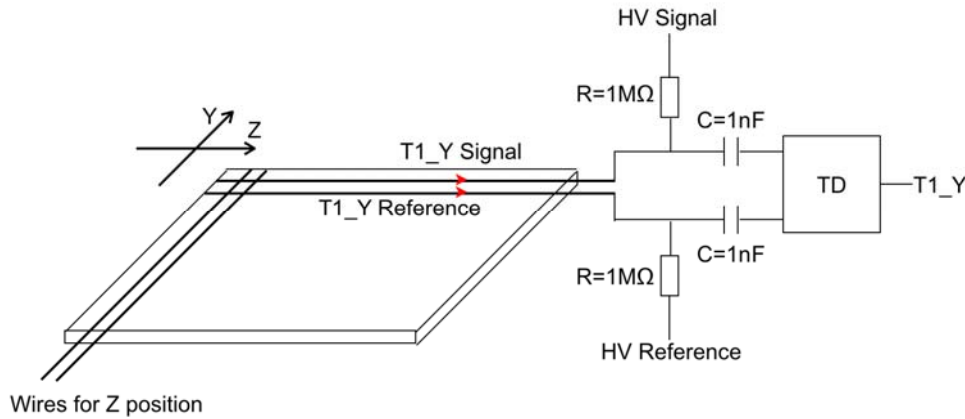 HV Signal
R=1MΩ
C=1nF
Y
Z
T1_Y Signal
TD
T1_Y
T1_Y Reference
C=1nF
R=1MΩ
HV Reference
Wires for Z position